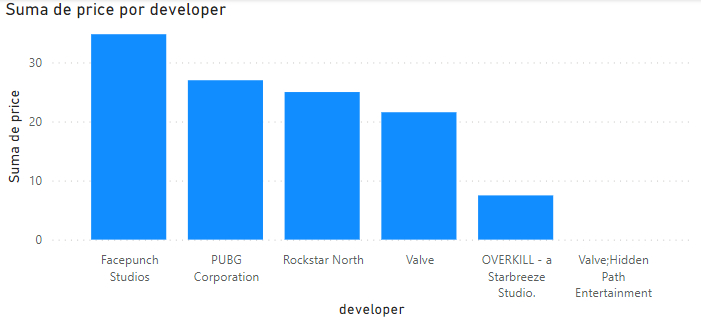 Suma de price por developer
Suma de price
30
20
10
0
Facepunch
Studios
PUBG
Corporation
Rockstar North
Valve
OVERKILL - a
Starbreeze
Studio.
Valve;Hidden
Path
Entertainment
developer